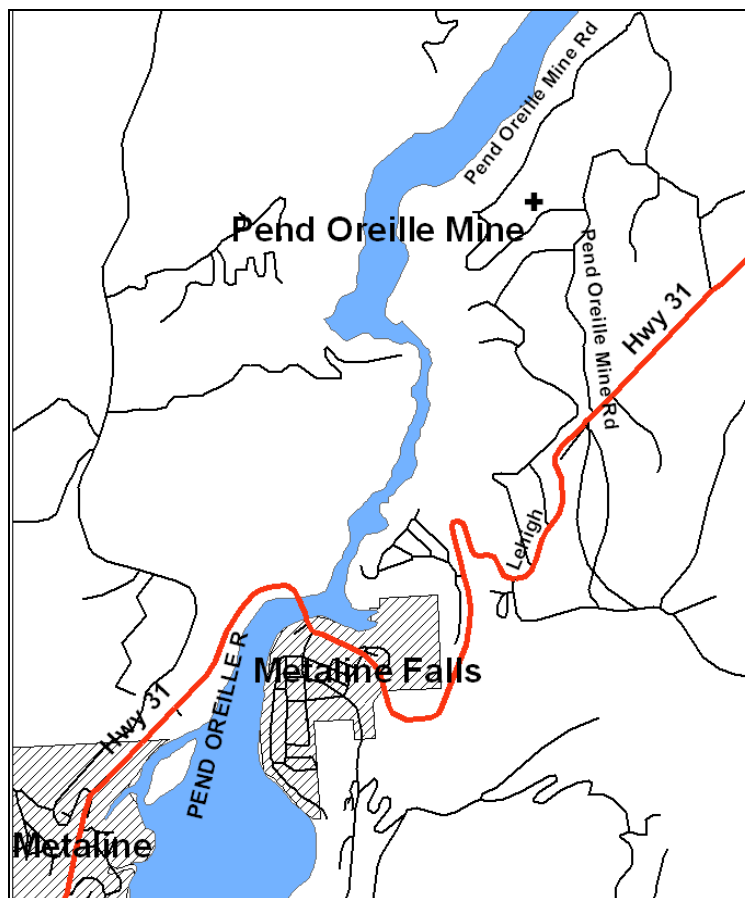 Pend Oreille Mine Rd
Pend Oreille Mine
Pend Oreille Mine Rd
Hwy 31
Lehigh
Metaline Falls
PEND OREILLE R
Hwy 31
Metaline